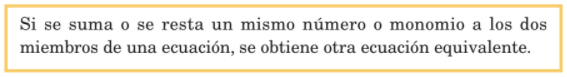 Si se suma o se resta un mismo número o monomio a los dos
miembros de una ecuación, se obtiene otra ecuación equivalente.